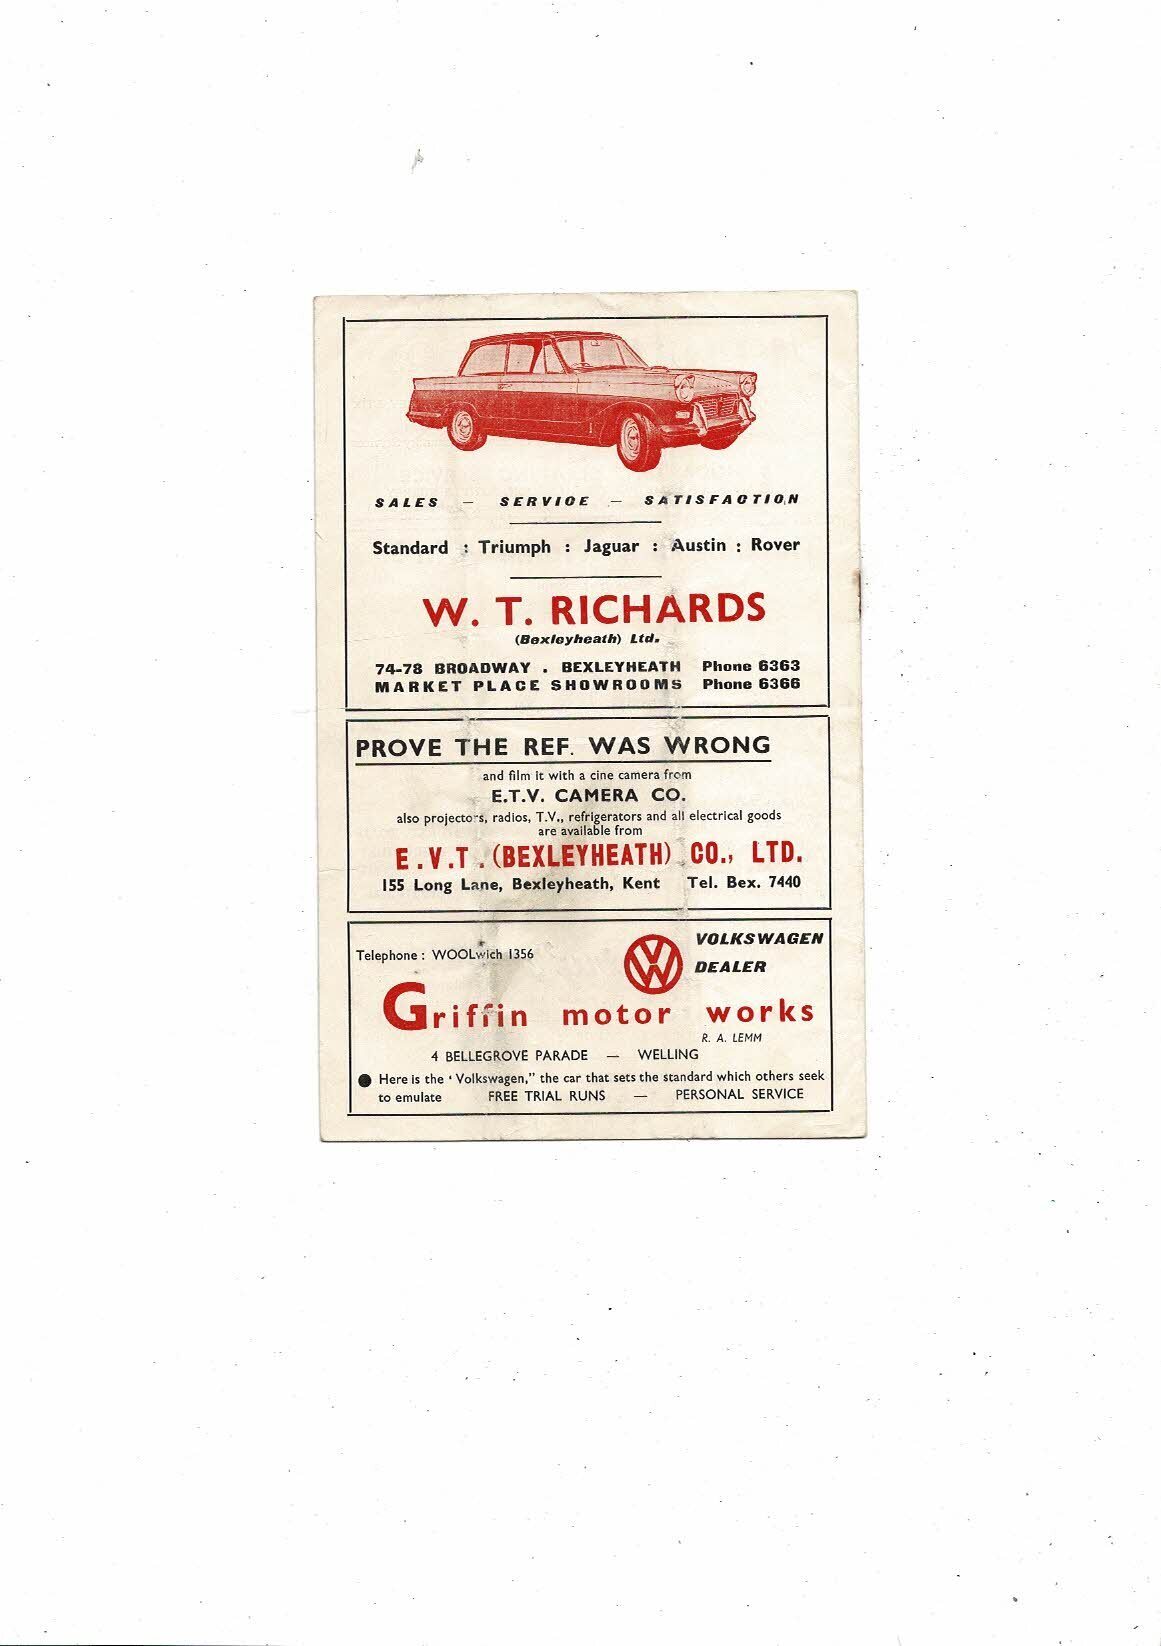 SALES — SERVICE — SATISFACTION
Standard : Triumph : Jaguar : Austin : Rover
W. T. RICHARDS
(Bexleyheath) Ltd.
74-78 BROADWAY . BEXLEYHEATH Phone 6363
MARKET PLACE SHOWROOMS Phone 6366
PROVE THE REF. WAS WRONG
and film it with a cine camera from
E.T.V. CAMERA CO.
also projectors, radios, T.V., refrigerators and all electrical goods
are available from
E.V.T. (BEXLEYHEATH) CO., LTD.
155 Long Lane, Bexleyheath, Kent Tel. Bex. 7440
VOLKSWAGEN
Telephone : WOOLwich 1356
VW
DEALER
Griffin motor works
R. A. LEMM
4 BELLEGROVE PARADE — WELLING
● Here is the ‘ Volkswagen,” the car that sets the standard which others seek
to emulate FREE TRIAL RUNS — PERSONAL SERVICE